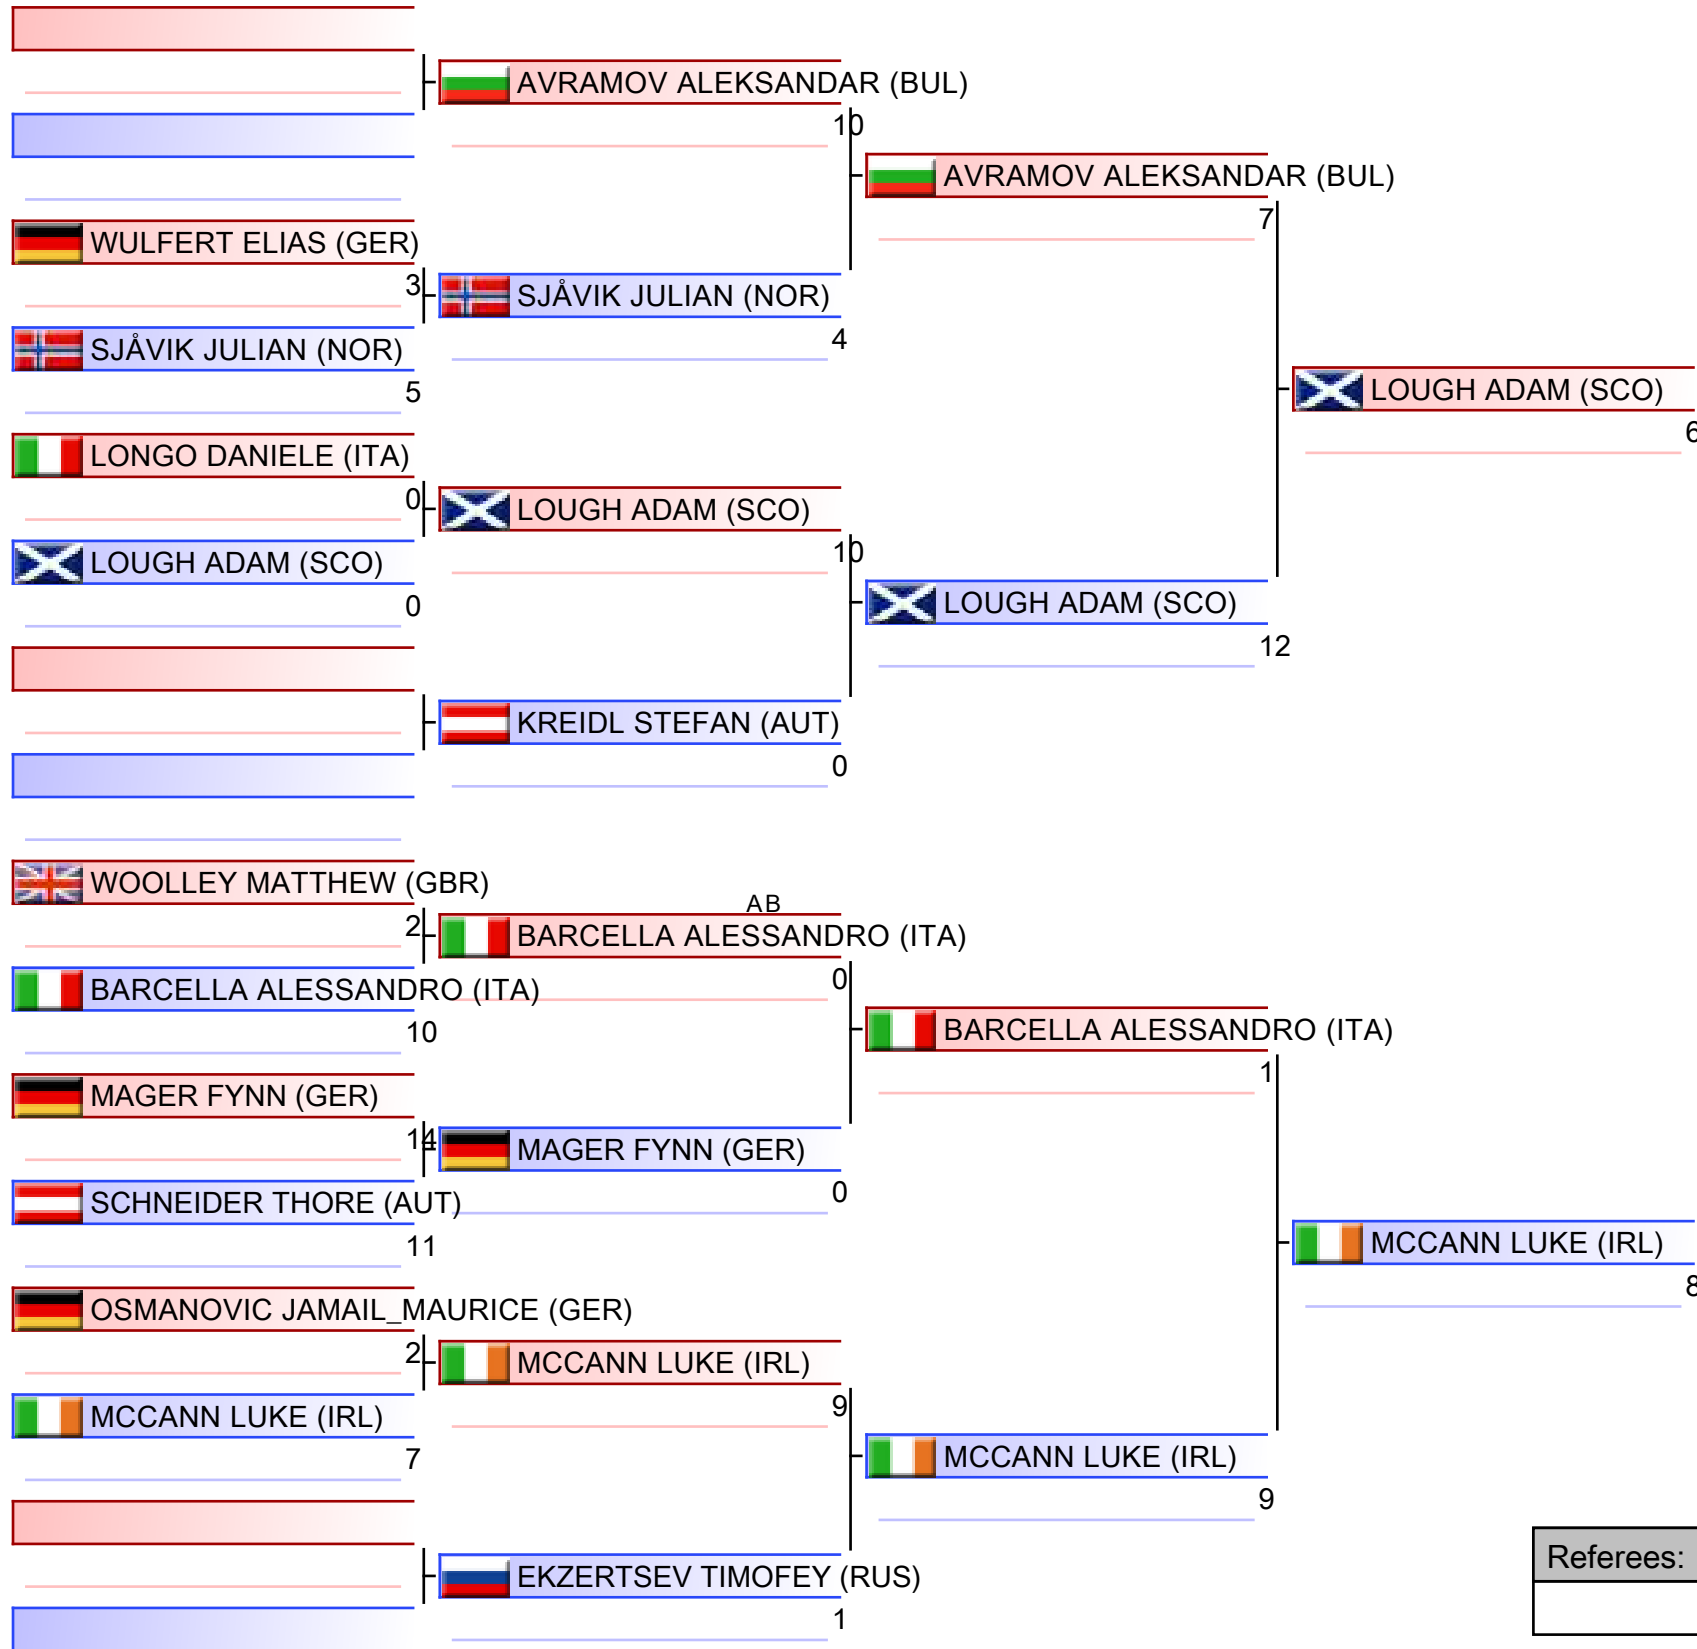 AVRAMOV ALEKSANDAR (BUL)
10
AVRAMOV ALEKSANDAR (BUL)
7
WULFERT ELIAS (GER)
3
SJÅVIK JULIAN (NOR)
4
SJÅVIK JULIAN (NOR)
5
LOUGH ADAM (SCO)
6
LONGO DANIELE (ITA)
0
LOUGH ADAM (SCO)
10
LOUGH ADAM (SCO)
0
LOUGH ADAM (SCO)
12
KREIDL STEFAN (AUT)
0
WOOLLEY MATTHEW (GBR)
2
AB
BARCELLA ALESSANDRO (ITA)
0
BARCELLA ALESSANDRO (ITA)
10
BARCELLA ALESSANDRO (ITA)
1
MAGER FYNN (GER)
14
MAGER FYNN (GER)
0
SCHNEIDER THORE (AUT)
11
MCCANN LUKE (IRL)
8
OSMANOVIC JAMAIL_MAURICE (GER)
2
MCCANN LUKE (IRL)
9
MCCANN LUKE (IRL)
7
MCCANN LUKE (IRL)
9
EKZERTSEV TIMOFEY (RUS)
1
Referees: